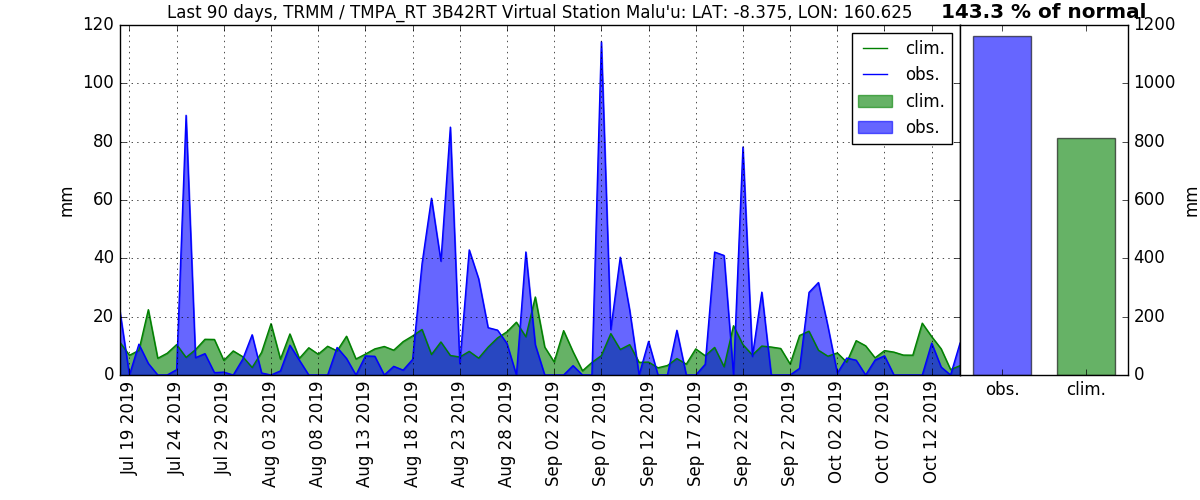 Last 90 days, TRMM / TMPA_RT 3B42RT Virtual Station Malu'u: LAT: -8.375, LON: 160.625
143.3 % of normal
120
100
80
60
40
20
0
mm
clim.
obs.
clim.
obs.
1200
1000
800
600
400
200
0
mm
Jul 19 2019
Jul 24 2019
Jul 29 2019
Aug 03 2019
Aug 08 2019
Aug 13 2019
Aug 18 2019
Aug 23 2019
Aug 28 2019
Sep 02 2019
Sep 07 2019
Sep 12 2019
Sep 17 2019
Sep 22 2019
Sep 27 2019
Oct 02 2019
Oct 07 2019
Oct 12 2019
obs.
clim.